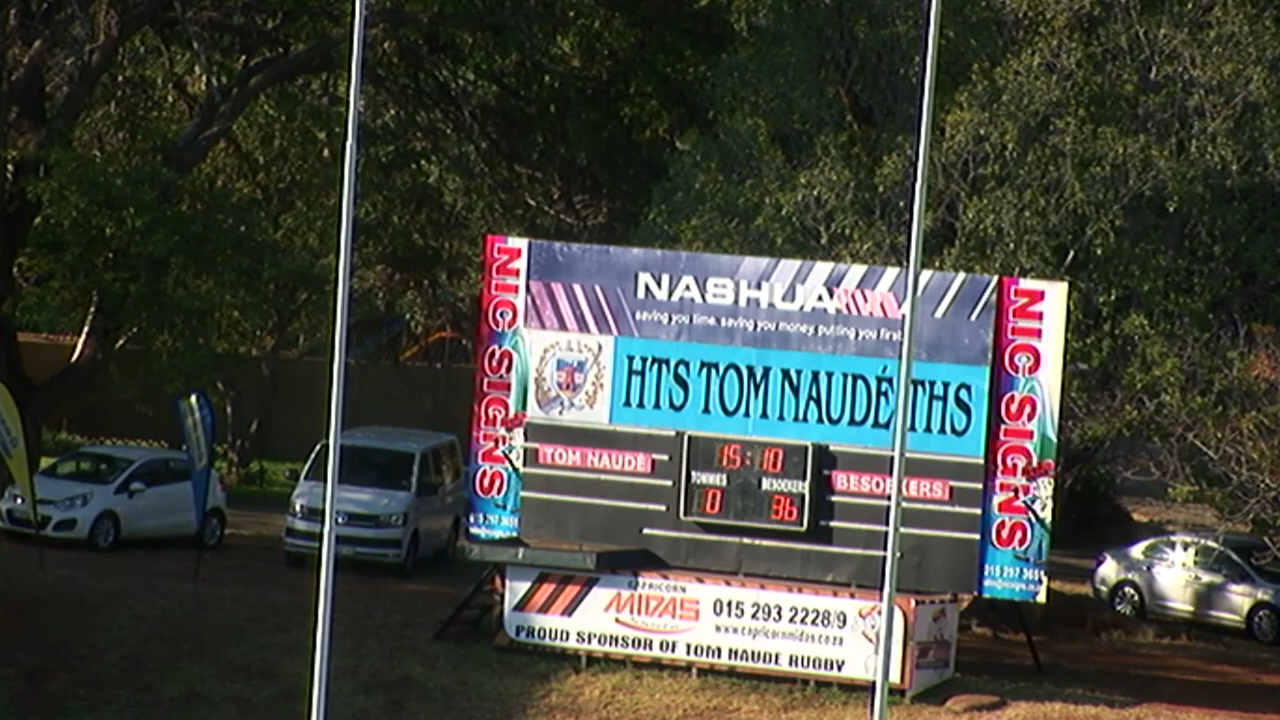 NASHUA
saving you time. saving you money. putting you first
HTS TOM NAUDÉ THS
NIC SIGNS
NIC SIGNS
TOM NAUDÉ
15:10
TOMMIES BESOEKERS
0 36
BESOEKERS
015 297 3651
CAPRICORN
MIDAS
015 293 2228/9
www.capricornmidas.co.za
PROUD SPONSOR OF TOM NAUDE RUGBY